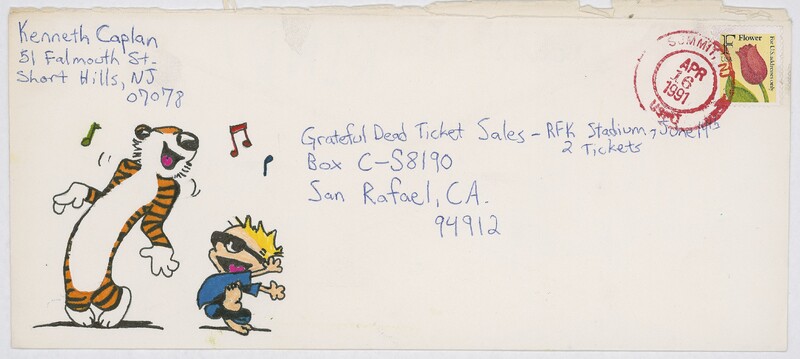 Kenneth Caplan
51 Falmouth St.
Short Hills, NJ
07078
SUMMIT, NJ
APR
16
1991
F Flower
For U.S. addresses only
Grateful Dead Ticket Sales - RFK Stadium, June
2 Tickets
Box C-S8190
San Rafael, CA.
94912